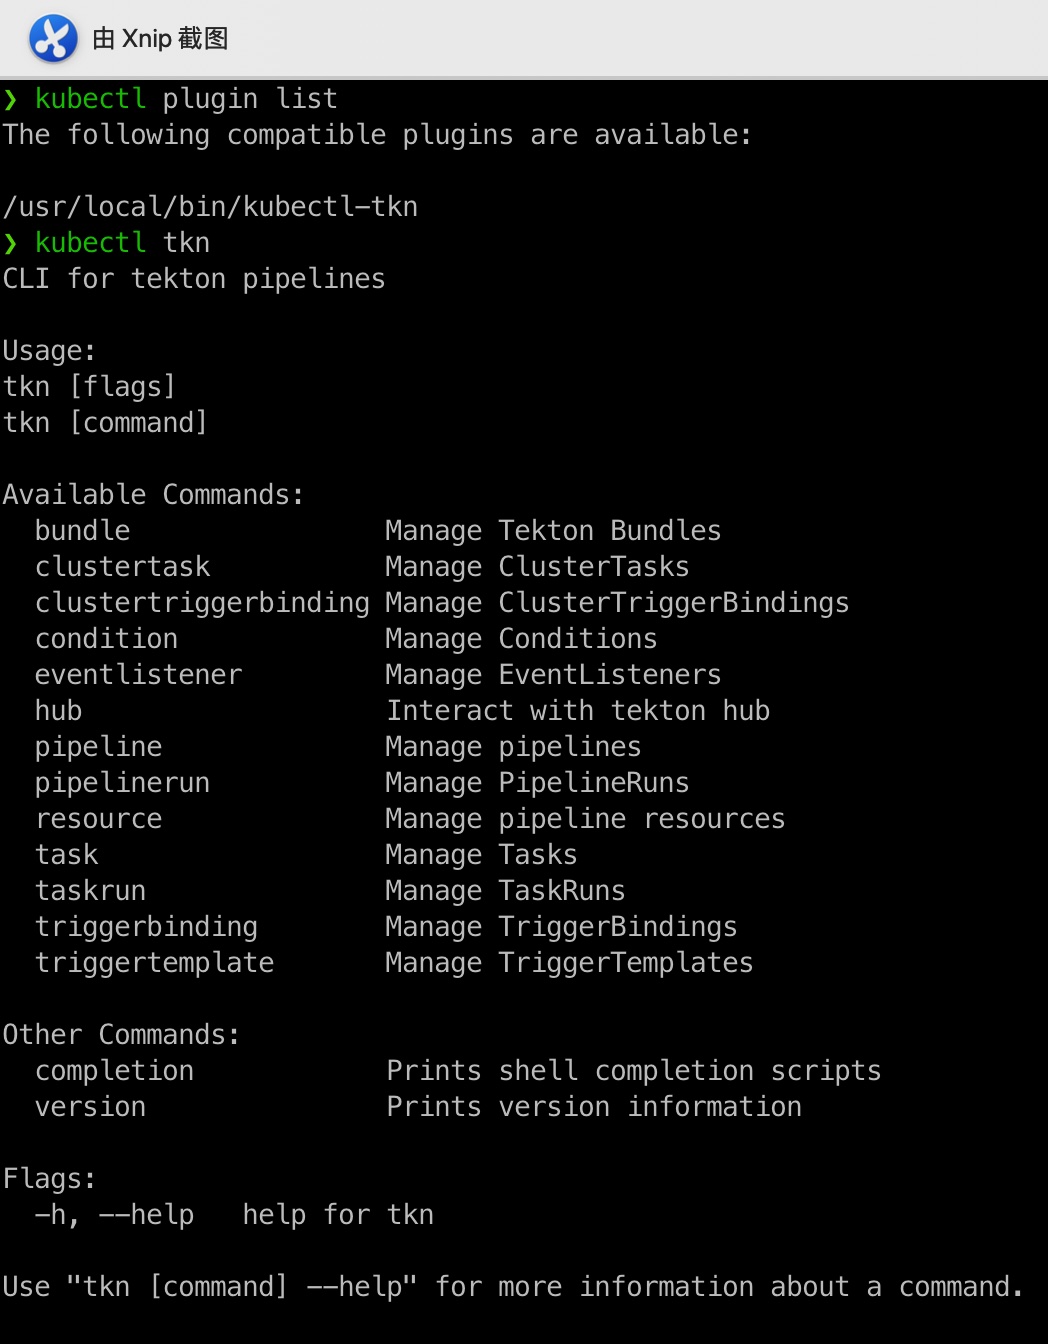 由 Xnip 截图
❯ kubectl plugin list
The following compatible plugins are available:

/usr/local/bin/kubectl-tkn
❯ kubectl tkn
CLI for tekton pipelines

Usage:
tkn [flags]
tkn [command]

Available Commands:
  bundle                Manage Tekton Bundles
  clustertask           Manage ClusterTasks
  clustertriggerbinding Manage ClusterTriggerBindings
  condition             Manage Conditions
  eventlistener         Manage EventListeners
  hub                   Interact with tekton hub
  pipeline              Manage pipelines
  pipelinerun           Manage PipelineRuns
  resource              Manage pipeline resources
  task                  Manage Tasks
  taskrun               Manage TaskRuns
  triggerbinding        Manage TriggerBindings
  triggertemplate       Manage TriggerTemplates

Other Commands:
  completion            Prints shell completion scripts
  version               Prints version information

Flags:
  -h, --help   help for tkn

Use "tkn [command] --help" for more information about a command.